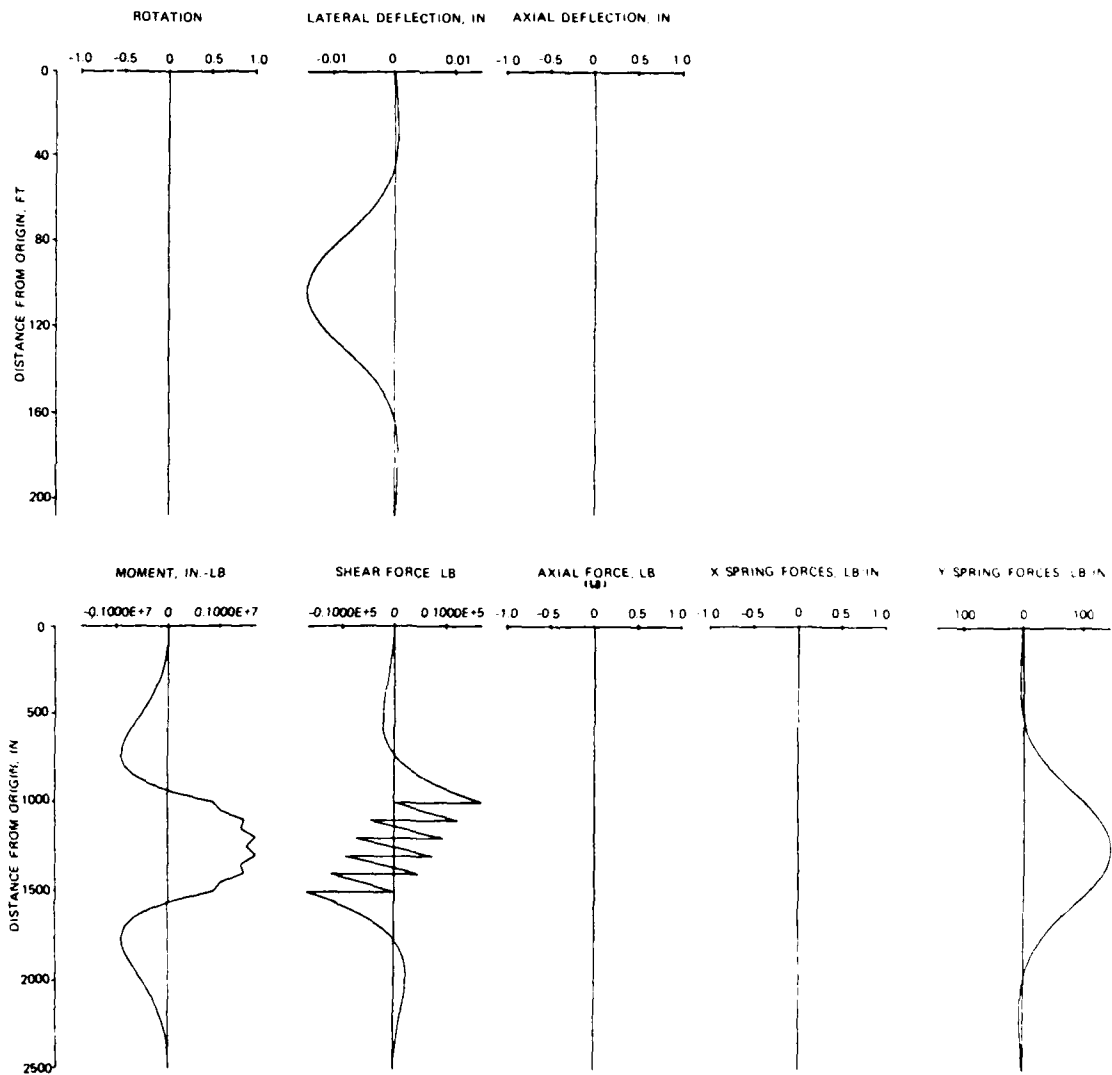 ROTATION
LATERAL DEFLECTION, IN
AXIAL DEFLECTION, IN
-1.0 -0.5 0 0.5 1.0
-0.01 0 0.01
-1.0 -0.5 0 0.5 1.0
0
40
80
120
160
200
DISTANCE FROM ORIGIN, FT
MOMENT, IN.-LB
SHEAR FORCE LB
AXIAL FORCE, LB
(LB)
X SPRING FORCES, LB IN
Y SPRING FORCES LB IN
-0.1000E+7 0 0.1000E+7
-0.1000E+5 0 0.1000E+5
-1.0 -0.5 0 0.5 1.0
-1.0 -0.5 0 0.5 1.0
100 0 100
0
500
1000
1500
2000
2500
DISTANCE FROM ORIGIN, IN